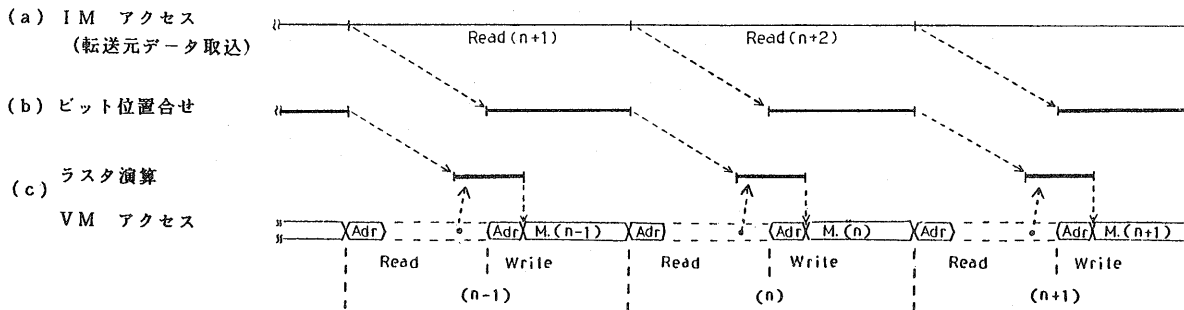 (a) IM アクセス
(転送元データ取込)
Read(n+1)
Read(n+2)
(b) ビット位置合せ
(c) ラスタ演算
VM アクセス
Adr
Adr M.(n-1)
Adr
Adr M.(n)
Adr
Adr M.(n+1)
Read Write Read Write Read Write
(n-1) (n) (n+1)